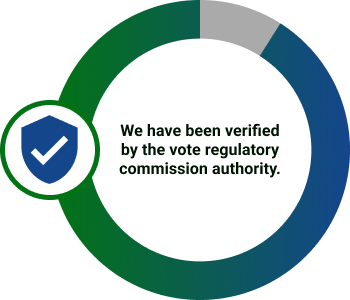 We have been verified
by the vote regulatory
commission authority.